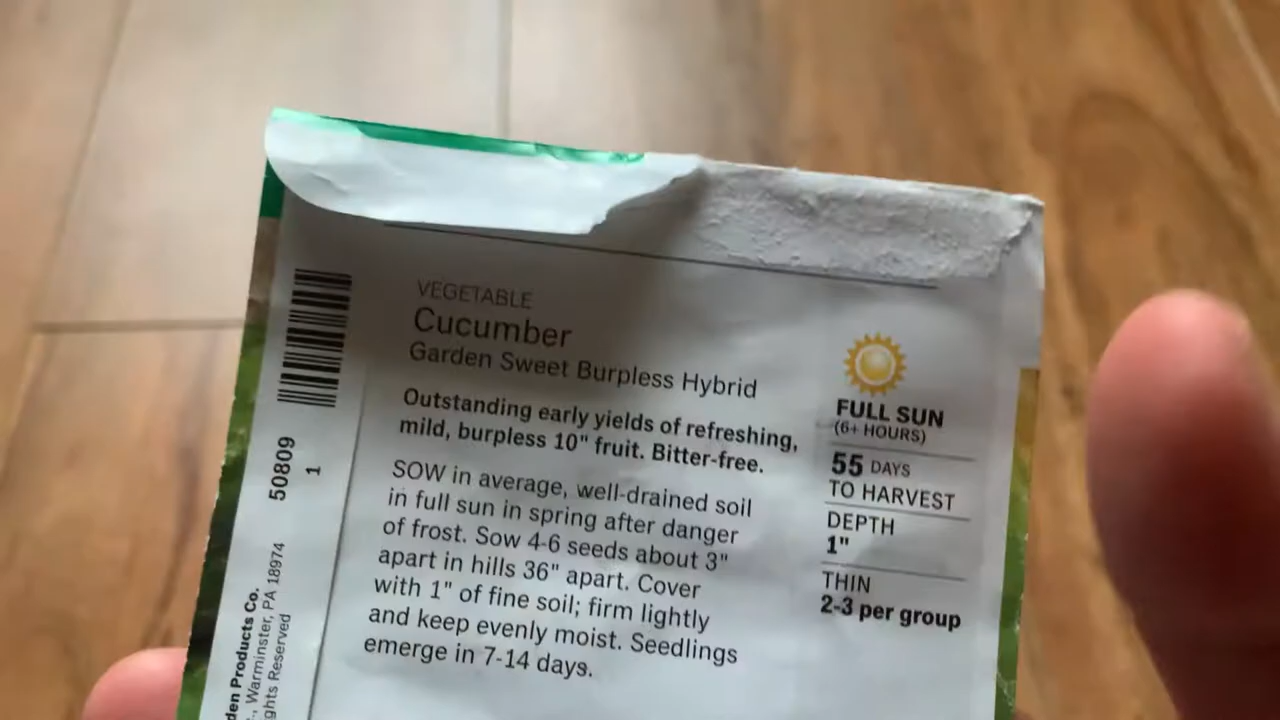 VEGETABLE
Cucumber
Garden Sweet Burpless Hybrid
Outstanding early yields of refreshing,
mild, burpless 10" fruit. Bitter-free.
SOW in average, well-drained soil
in full sun in spring after danger
of frost. Sow 4-6 seeds about 3"
apart in hills 36" apart. Cover
with 1" of fine soil; firm lightly
and keep evenly moist. Seedlings
emerge in 7-14 days.
FULL SUN
(6+ HOURS)
55 DAYS
TO HARVEST
DEPTH
1"
THIN
2-3 per group
50809
1
Products Co.
Warminster, PA 18974
Reserved